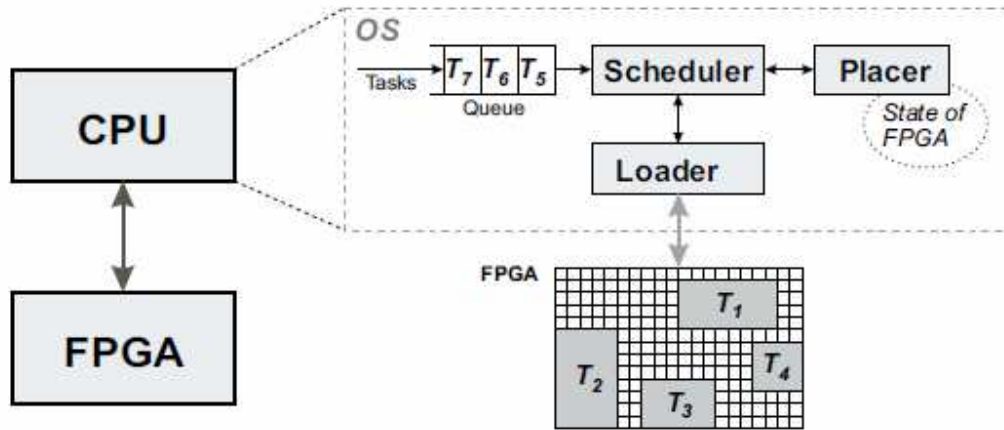 OS
CPU
Tasks
T7 T6 T5
Queue
Scheduler
Placer
State of
FPGA
Loader
FPGA
FPGA
T1
T2
T3
T4